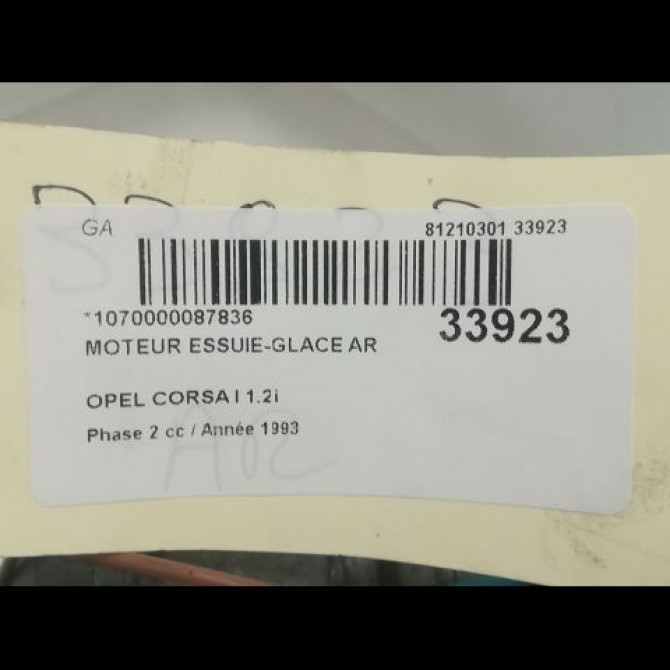 GA
81210301 33923
*1070000087836
33923
MOTEUR ESSUIE-GLACE AR
OPEL CORSA I 1.2i
Phase 2 cc / Année 1993